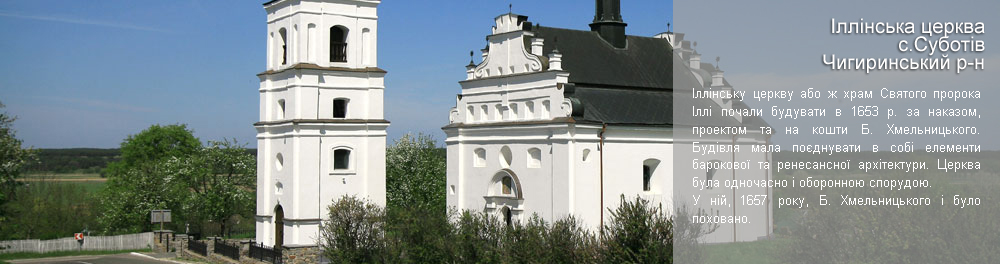 Іллінська церква
с.Суботів
Чигиринський р-н
Іллінську церкву або ж храм Святого пророка
Іллі почали будувати в 1653 р. за наказом,
проектом та на кошти Б. Хмельницького.
Будівля мала поєднувати в собі елементи
барокової та ренесансної архітектури. Церква
була одночасно і оборонною спорудою.
У ній, 1657 року, Б. Хмельницького і було
поховано.